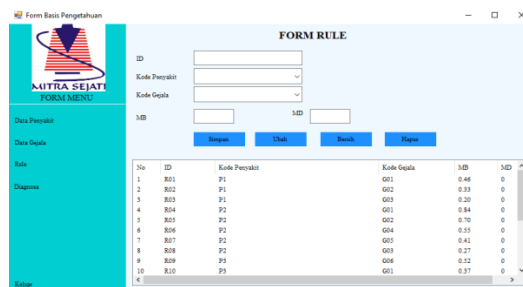 Form Basis Pengetahuan
MITRA SEJATI
FORM MENU
Data Penyakit
Data Gejala
Rule
Diagnosa
Keluar
FORM RULE
ID
Kode Penyakit
Kode Gejala
MB MD
Simpan Ubah Bersih Hapus
No ID Kode Penyakit Kode Gejala MB MD
1 R01 P1 G01 0.46 0
2 R02 P1 G02 0.33 0
3 R03 P1 G03 0.20 0
4 R04 P2 G01 0.84 0
5 R05 P2 G02 0.70 0
6 R06 P2 G04 0.55 0
7 R07 P2 G05 0.41 0
8 R08 P2 G03 0.27 0
9 R09 P3 G06 0.52 0
10 R10 P3 G01 0.37 0